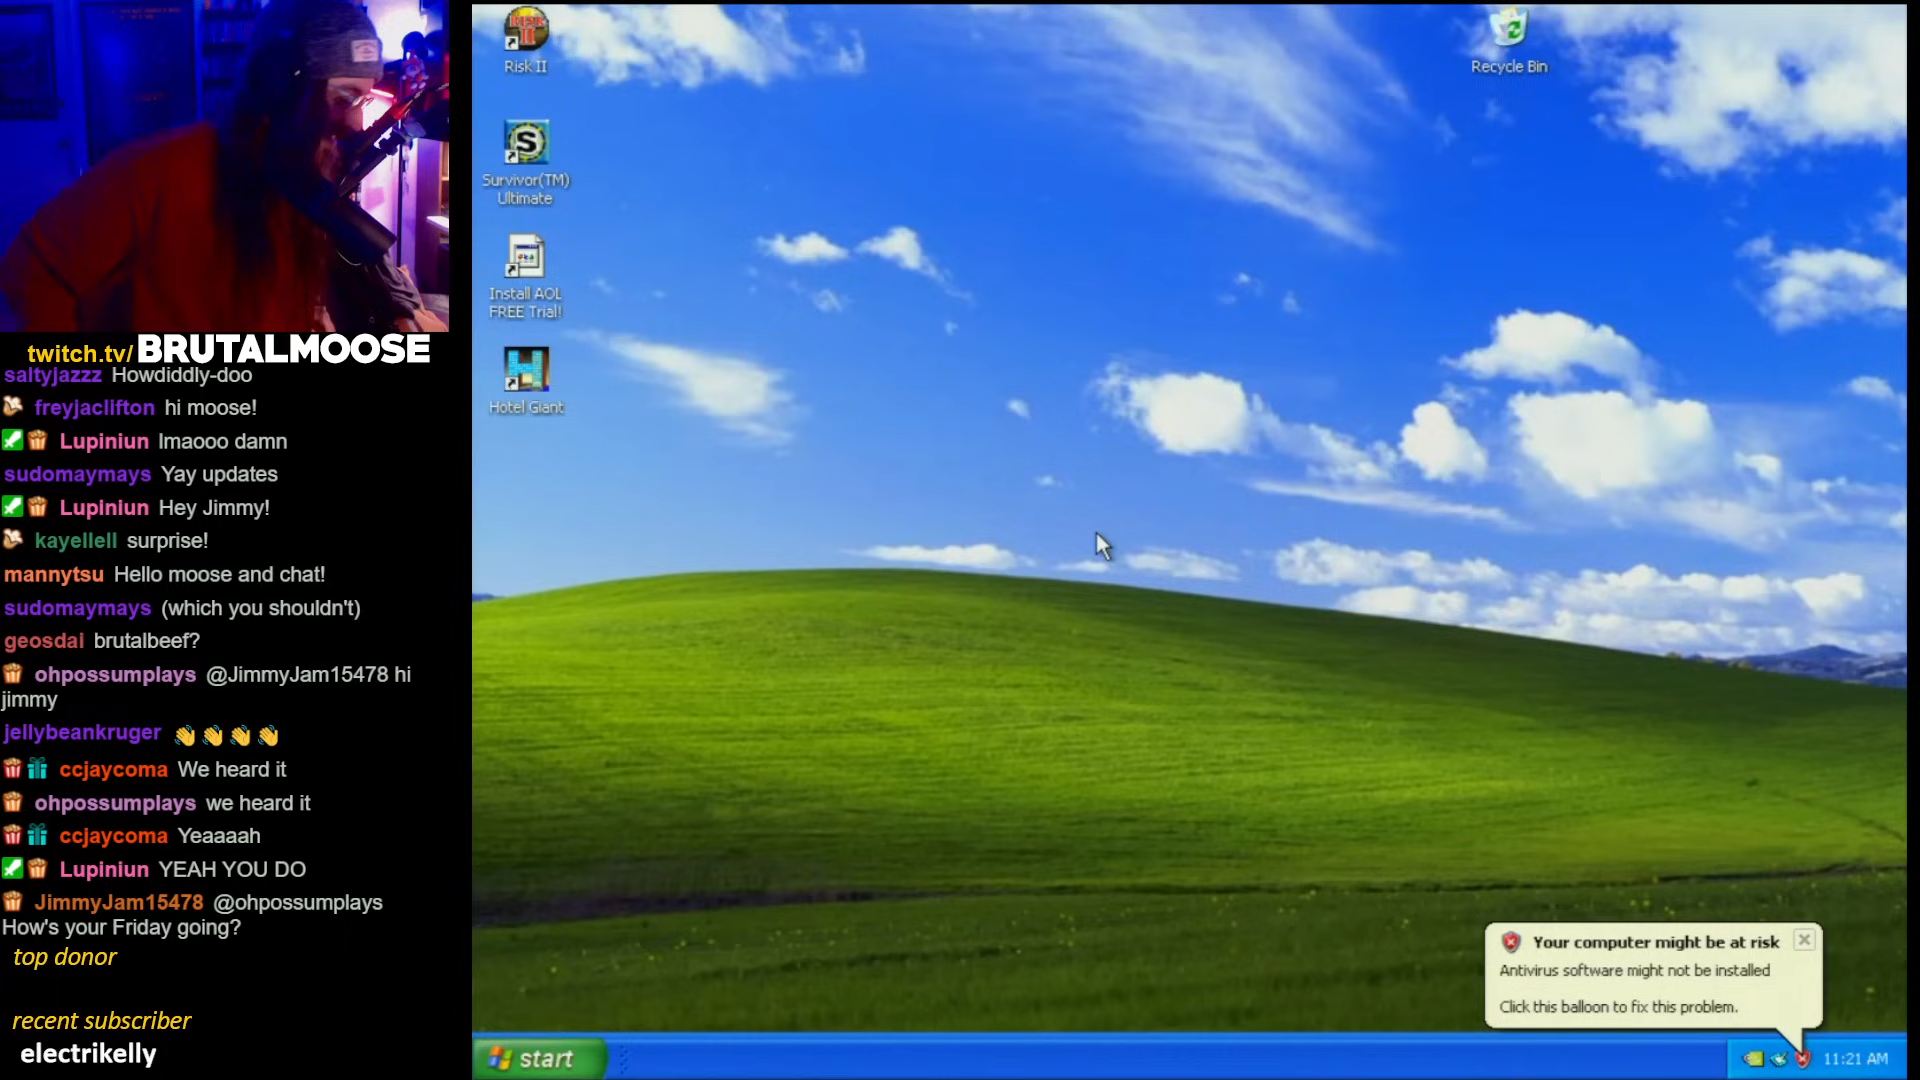 twitch.tv/BRUTALMOOSE
saltyjazzz Howdiddly-doo
freyjaclifton hi moose!
Lupiniun lmaooo damn
sudomaymays Yay updates
Lupiniun Hey Jimmy!
kayellell surprise!
mannytsu Hello moose and chat!
sudomaymays (which you shouldn't)
geosdai brutalbeef?
ohpossumplays @JimmyJam15478 hi
jimmy
jellybeankruger
ccjaycoma We heard it
ohpossumplays we heard it
ccjaycoma Yeaaaah
Lupiniun YEAH YOU DO
JimmyJam15478 @ohpossumplays
How's your Friday going?
top donor
recent subscriber
electrikelly
RISK
II
Risk II
S
Survivor(TM)
Ultimate
Install AOL
FREE Trial!
H
Hotel Giant
Recycle Bin
Your computer might be at risk
Antivirus software might not be installed
Click this balloon to fix this problem.
start
11:21 AM